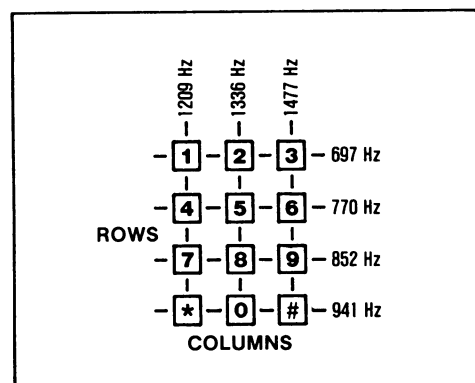 1209 Hz 1336 Hz 1477 Hz
1 2 3 697 Hz
4 5 6 770 Hz
ROWS
7 8 9 852 Hz
* 0 # 941 Hz
COLUMNS